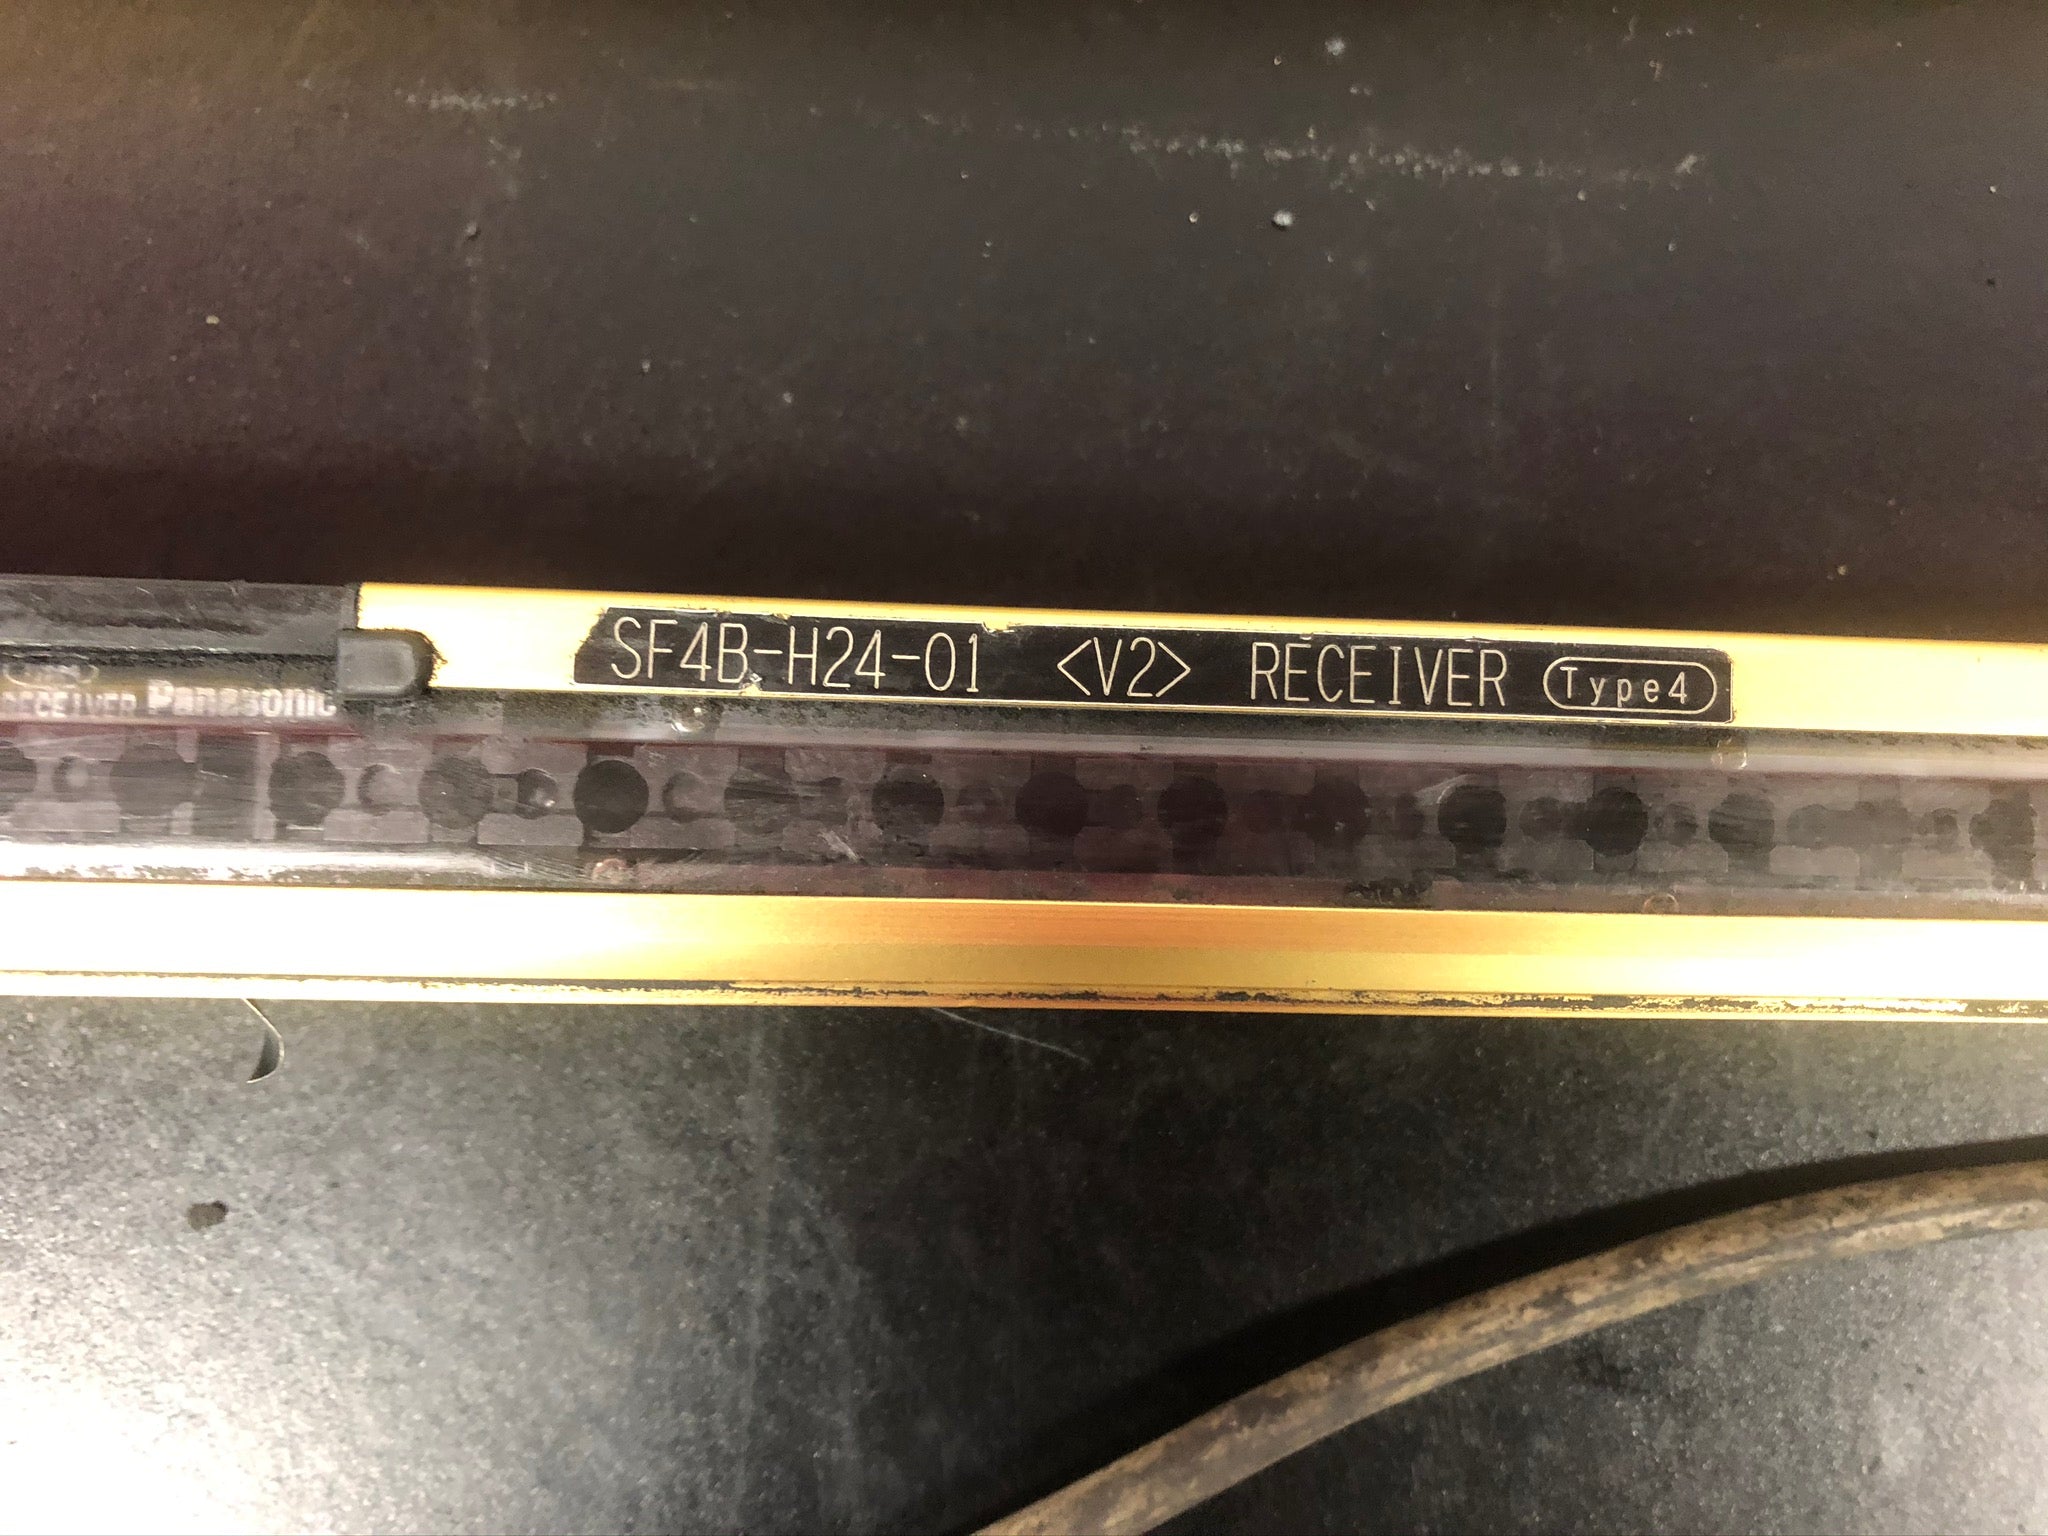 SF4B-H24-01 <V2> RECEIVER Type4
RECEIVER Panasonic